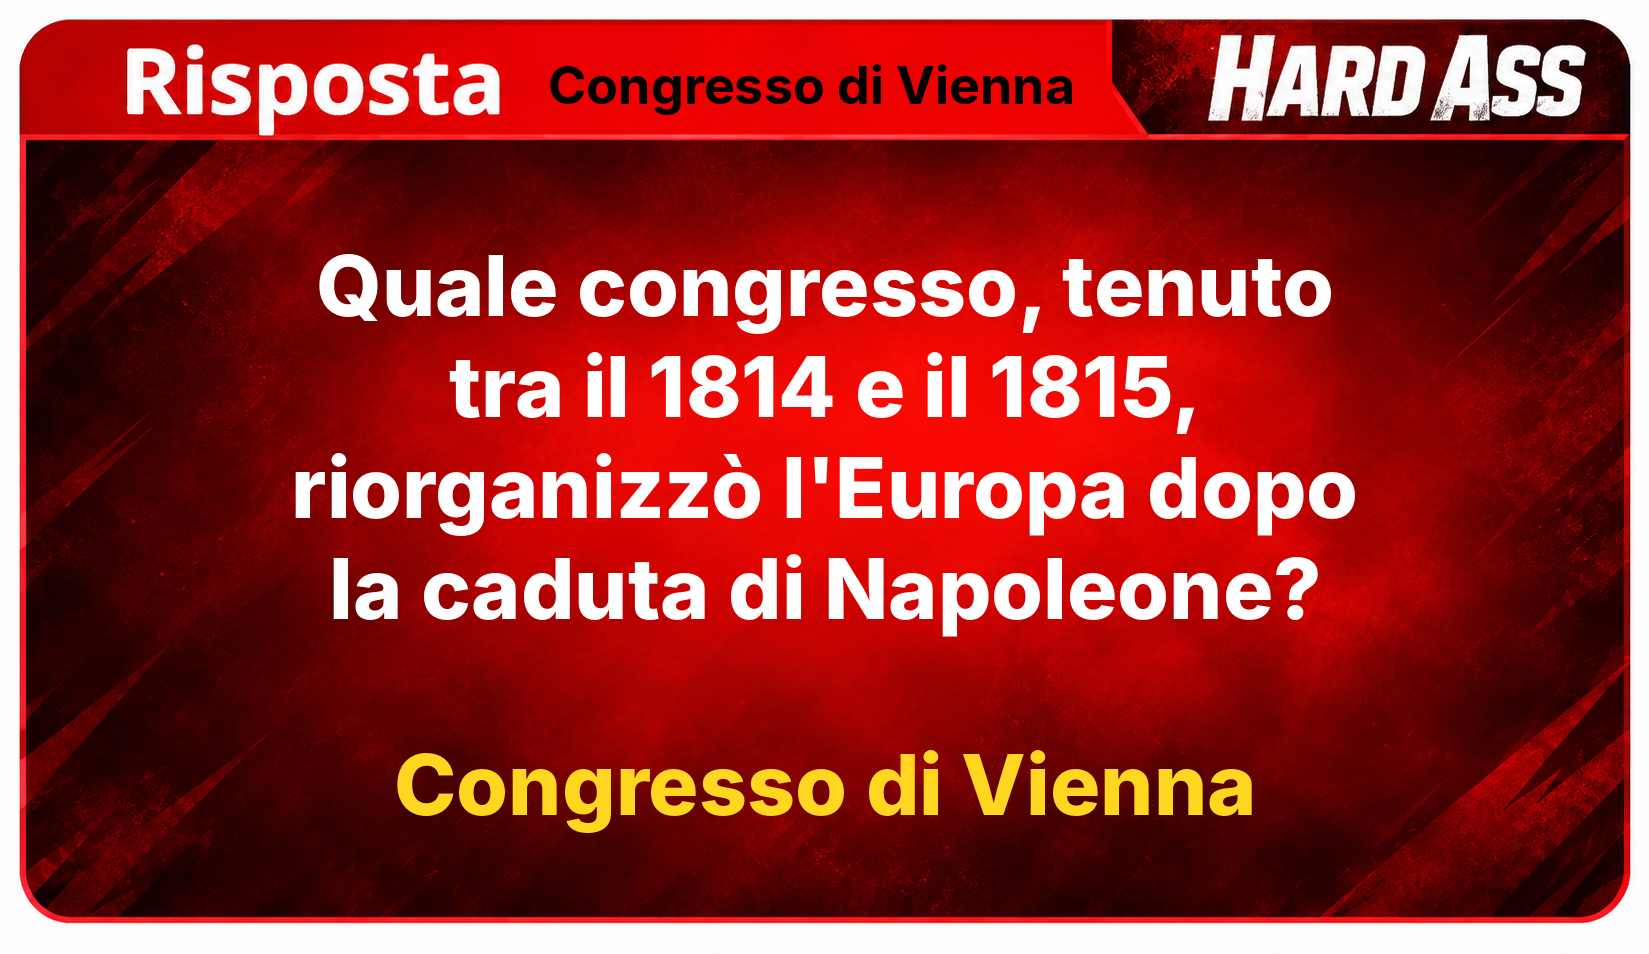 Risposta Congresso di Vienna HARD ASS
Quale congresso, tenuto
tra il 1814 e il 1815,
riorganizzò l'Europa dopo
la caduta di Napoleone?
Congresso di Vienna